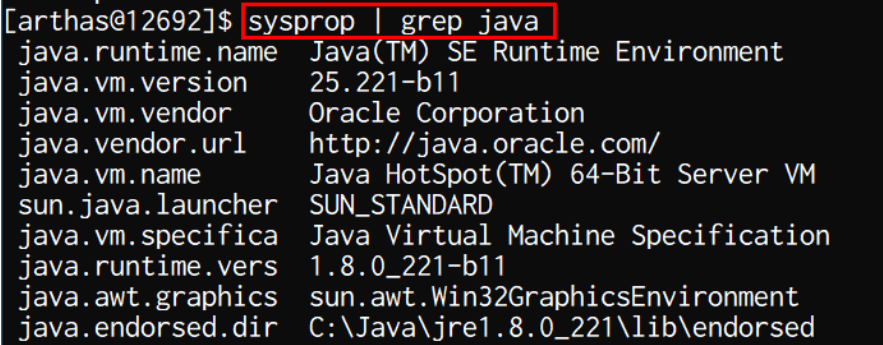 [arthas@12692]$ sysprop | grep java
java.runtime.name Java(TM) SE Runtime Environment
java.vm.version 25.221-b11
java.vm.vendor Oracle Corporation
java.vendor.url http://java.oracle.com/
java.vm.name Java HotSpot(TM) 64-Bit Server VM
sun.java.launcher SUN_STANDARD
java.vm.specifica Java Virtual Machine Specification
java.runtime.vers 1.8.0_221-b11
java.awt.graphics sun.awt.Win32GraphicsEnvironment
java.endorsed.dir C:\Java\jre1.8.0_221\lib\endorsed